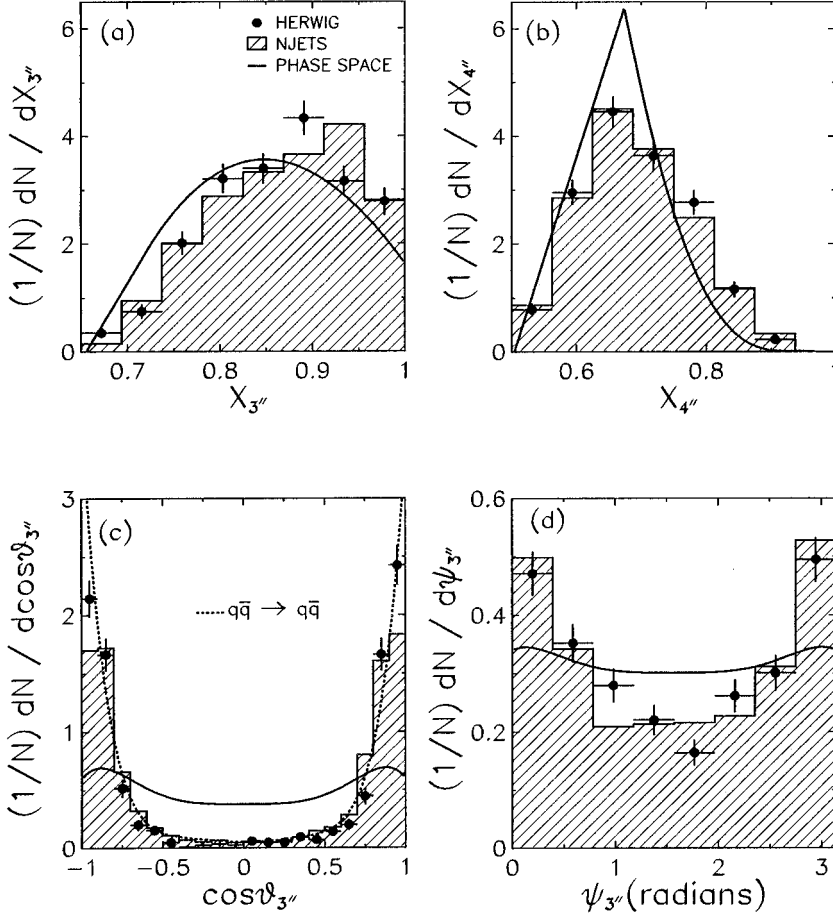 (a)
● HERWIG
NJETS
— PHASE SPACE
(1/N) dN / dX₃″
6
4
2
0
0.7 0.8 0.9 1
X₃″
(b)
(1/N) dN / dX₄″
6
4
2
0
0.6 0.8 1
X₄″
(c)
qq̄ → qq̄
(1/N) dN / dcosϑ₃″
3
2
1
0
−1 −0.5 0 0.5 1
cosϑ₃″
(d)
(1/N) dN / dψ₃″
0.6
0.4
0.2
0
0 1 2 3
ψ₃″(radians)